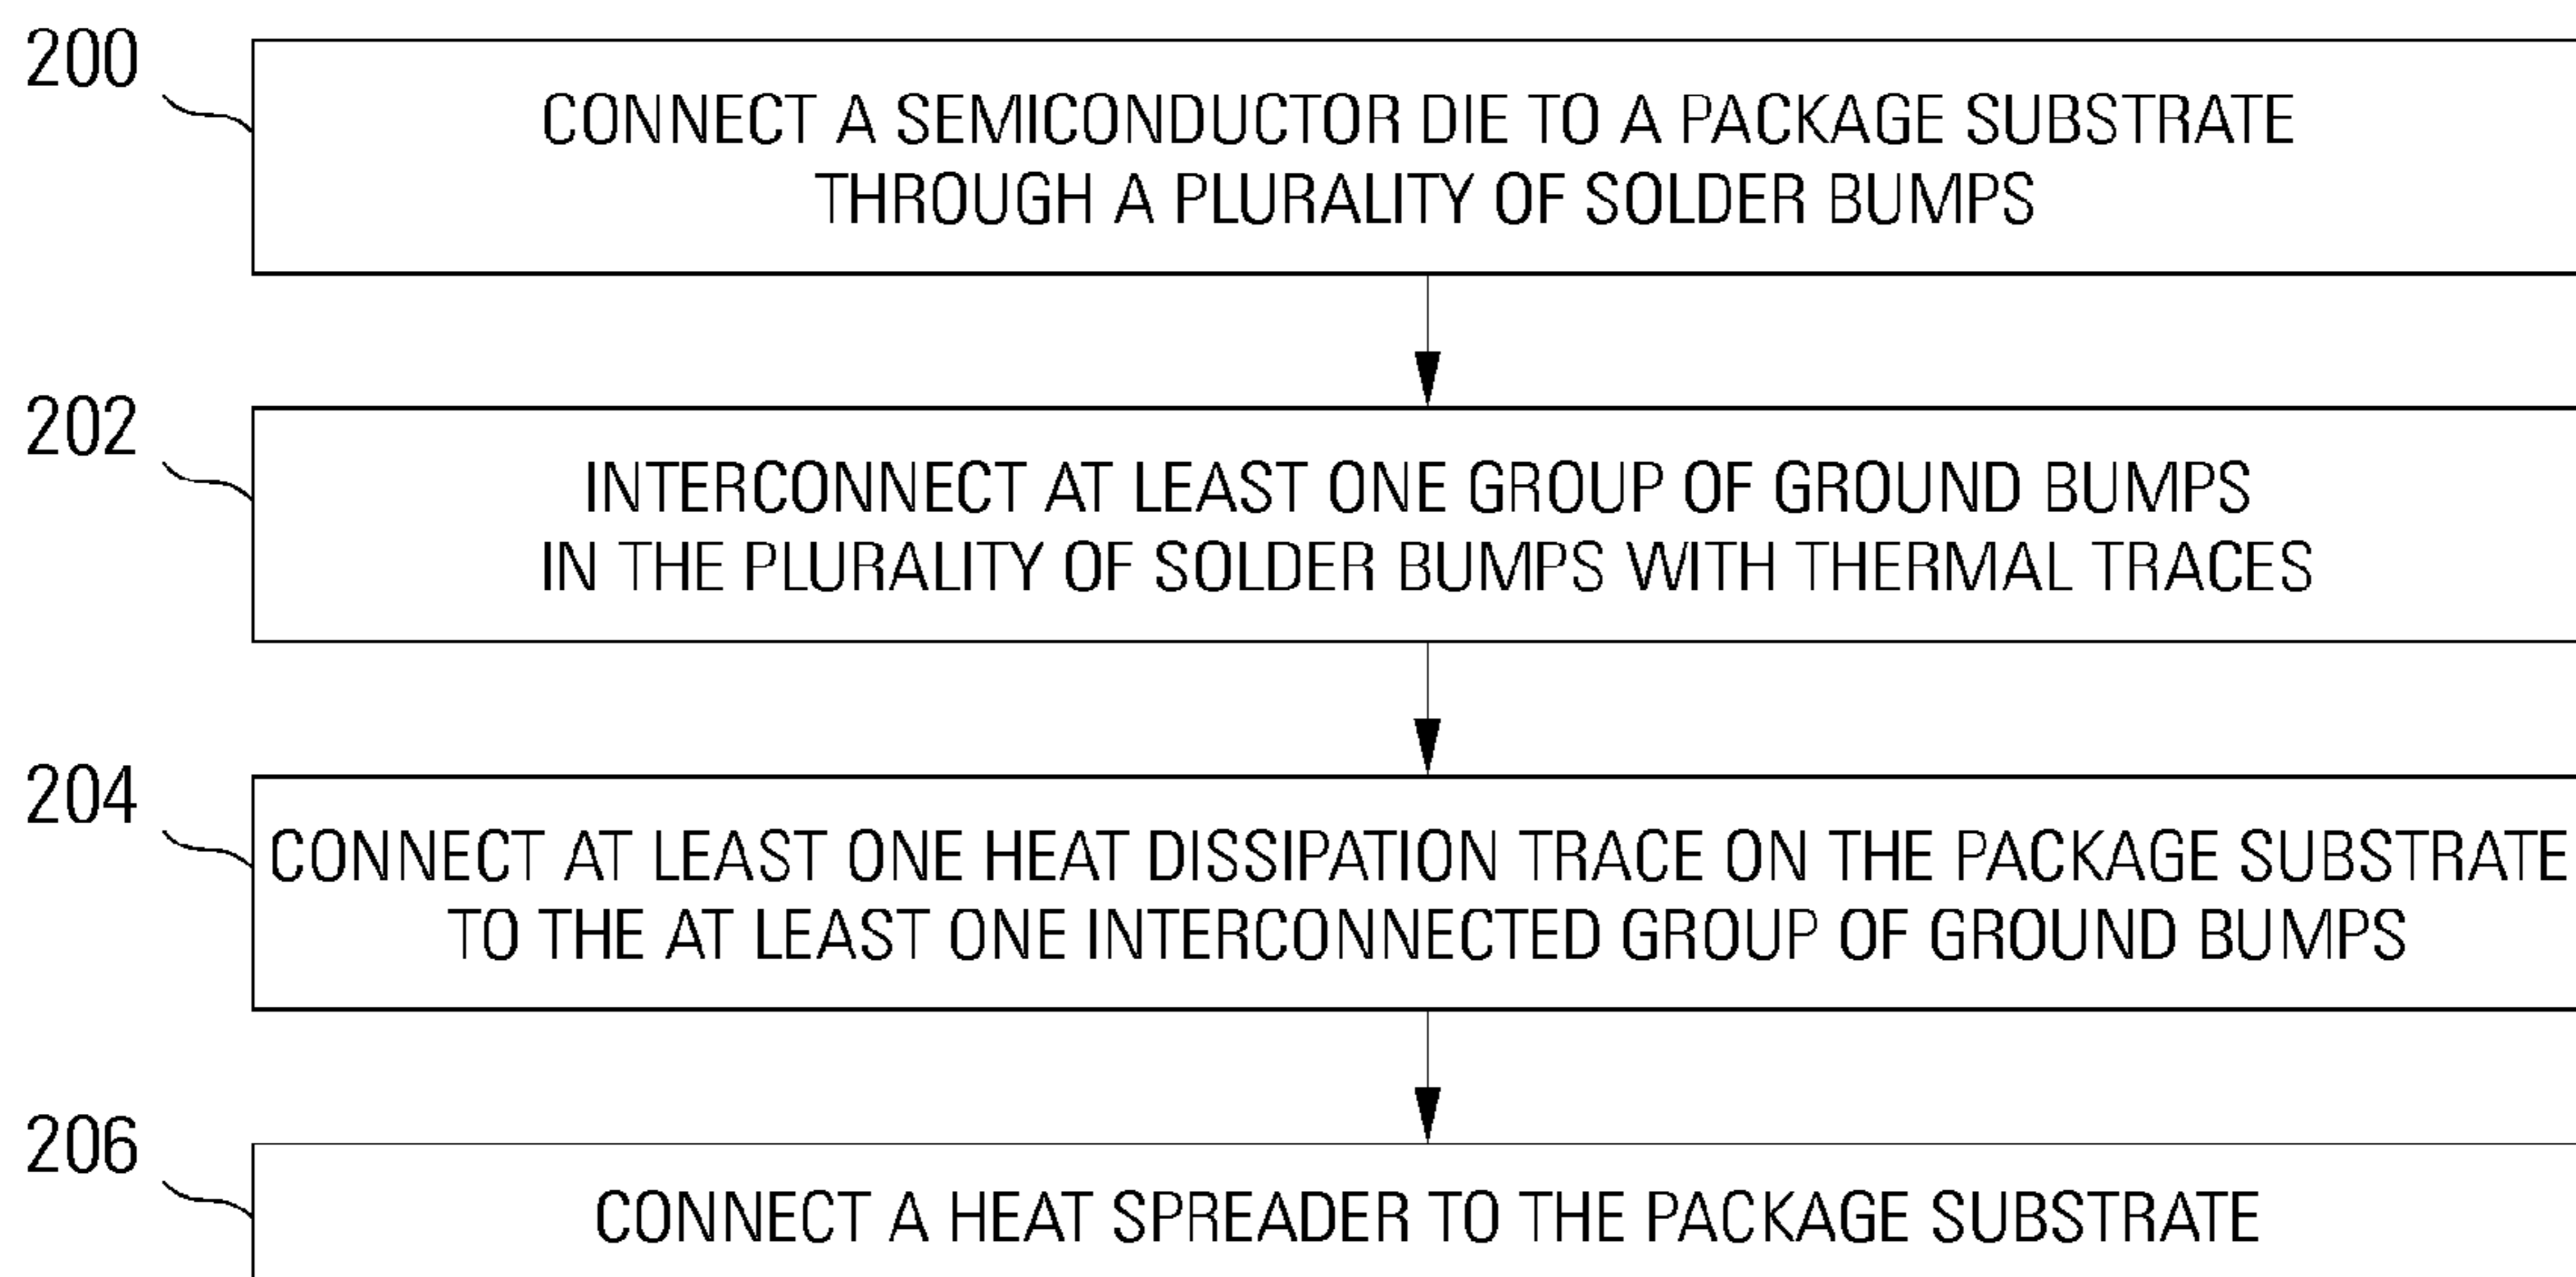 200
CONNECT A SEMICONDUCTOR DIE TO A PACKAGE SUBSTRATE
THROUGH A PLURALITY OF SOLDER BUMPS
202
INTERCONNECT AT LEAST ONE GROUP OF GROUND BUMPS
IN THE PLURALITY OF SOLDER BUMPS WITH THERMAL TRACES
204
CONNECT AT LEAST ONE HEAT DISSIPATION TRACE ON THE PACKAGE SUBSTRATE
TO THE AT LEAST ONE INTERCONNECTED GROUP OF GROUND BUMPS
206
CONNECT A HEAT SPREADER TO THE PACKAGE SUBSTRATE